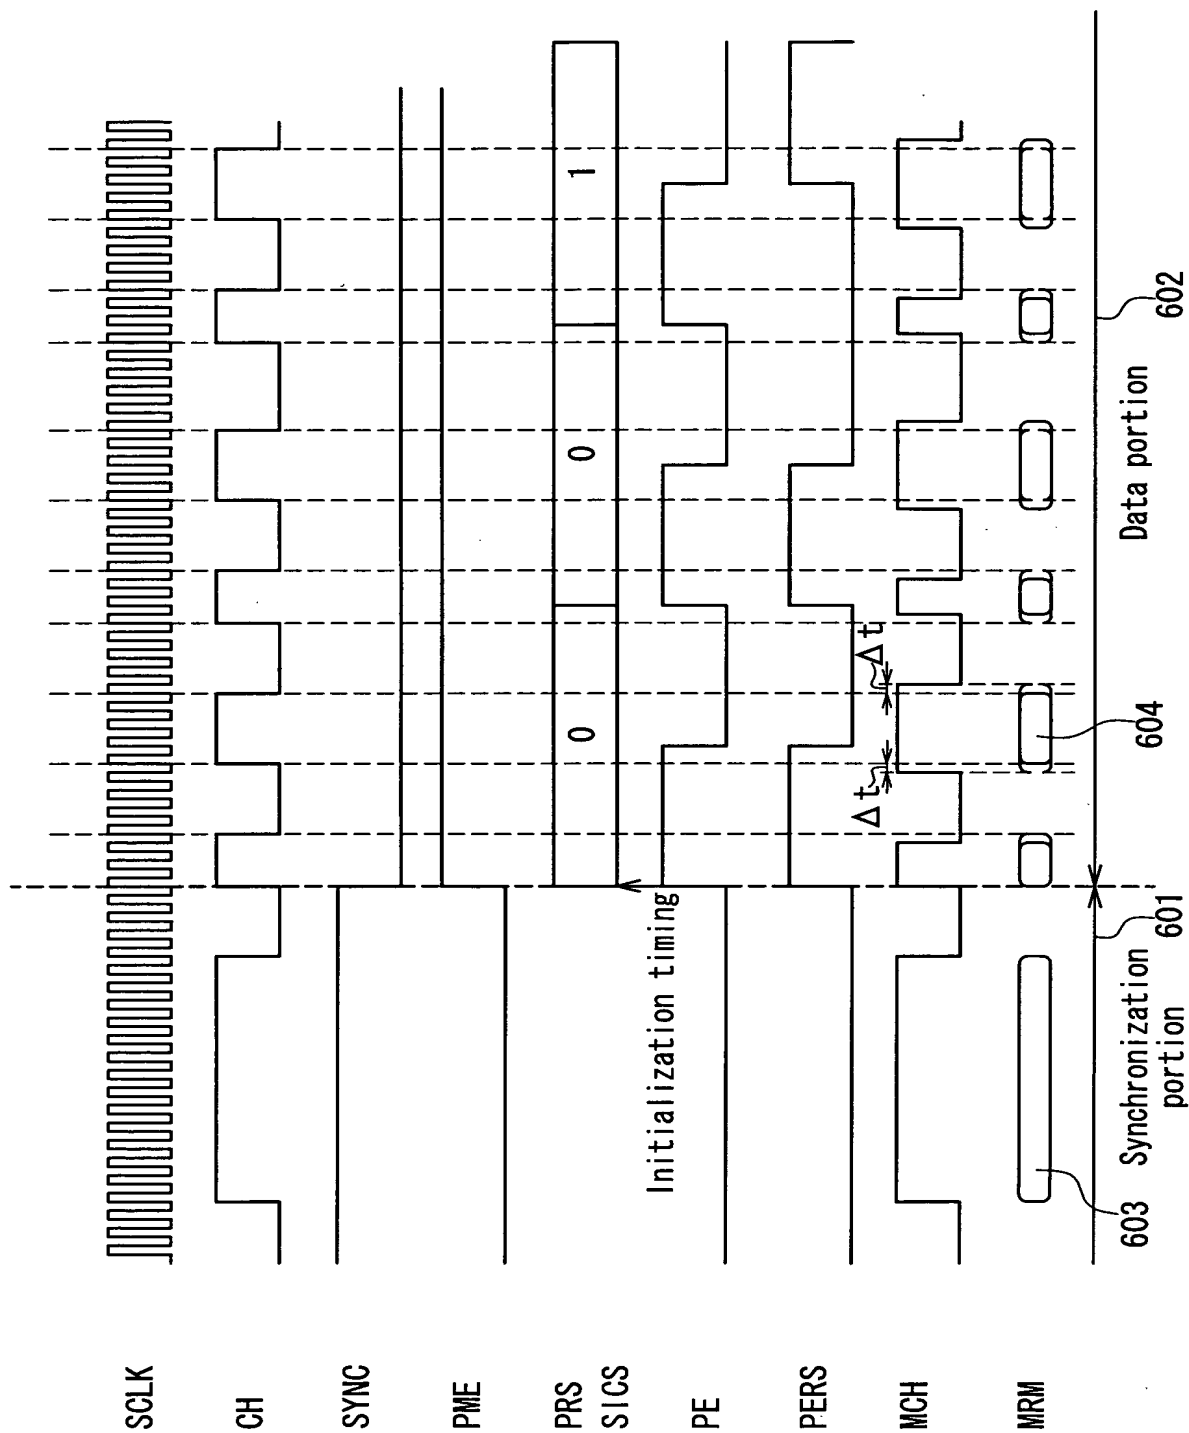 SCLK
CH
SYNC
PME
PRS
SICS
0
0
1
Initialization timing
PE
PERS
Δt
Δt
MCH
MRM
603
604
601
602
Synchronization
portion
Data portion